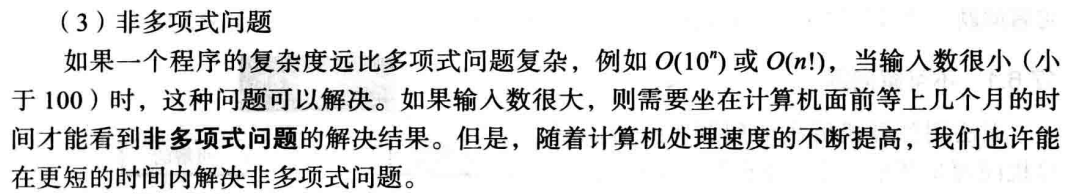 （3）非多项式问题
如果一个程序的复杂度远比多项式问题复杂，例如 O(10ⁿ) 或 O(n!)，当输入数很小（小
于 100）时，这种问题可以解决。如果输入数很大，则需要坐在计算机面前等上几个月的时
间才能看到非多项式问题的解决结果。但是，随着计算机处理速度的不断提高，我们也许能
在更短的时间内解决非多项式问题。